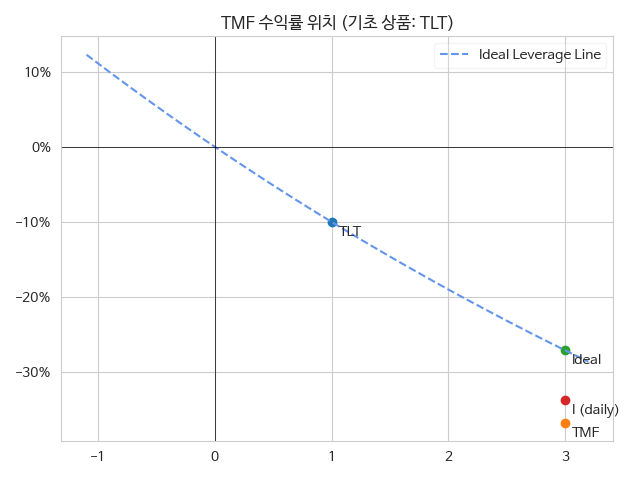 TMF 수익률 위치 (기초 상품: TLT)
Ideal Leverage Line
10%
0%
−10%
TLT
−20%
−30%
Ideal
I (daily)
TMF
−1
0
1
2
3